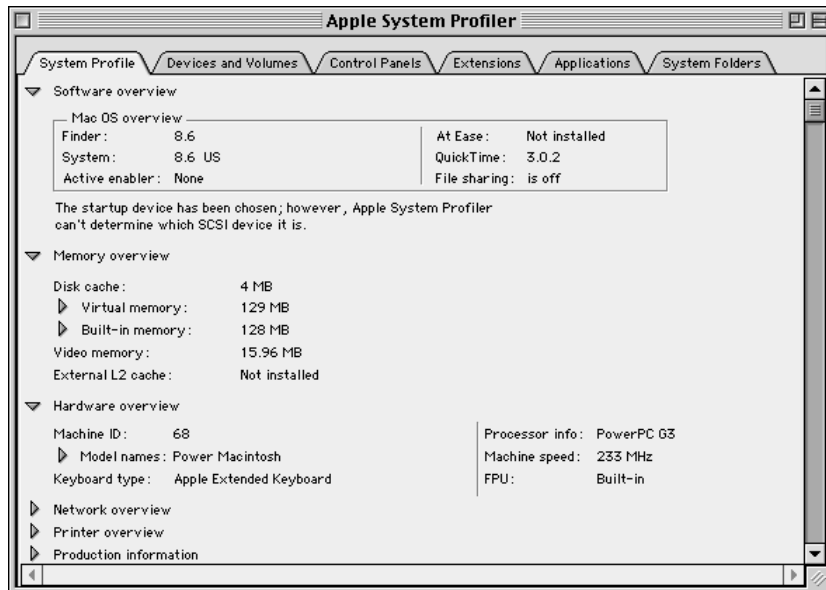 Apple System Profiler
System Profile Devices and Volumes Control Panels Extensions Applications System Folders
Software overview
Mac OS overview
Finder: 8.6
System: 8.6 US
Active enabler: None
At Ease: Not installed
QuickTime: 3.0.2
File sharing: is off
The startup device has been chosen; however, Apple System Profiler
can't determine which SCSI device it is.
Memory overview
Disk cache: 4 MB
Virtual memory: 129 MB
Built-in memory: 128 MB
Video memory: 15.96 MB
External L2 cache: Not installed
Hardware overview
Machine ID: 68
Model names: Power Macintosh
Keyboard type: Apple Extended Keyboard
Processor info: PowerPC G3
Machine speed: 233 MHz
FPU: Built-in
Network overview
Printer overview
Production information